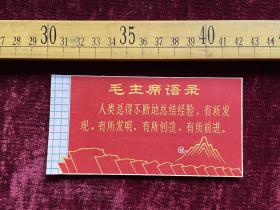 30 35 40
28 29 31 32 33 34 36 37 38 39 41 42 43
毛主席语录
人类总得不断地总结经验，有所发
现，有所发明，有所创造，有所前进。